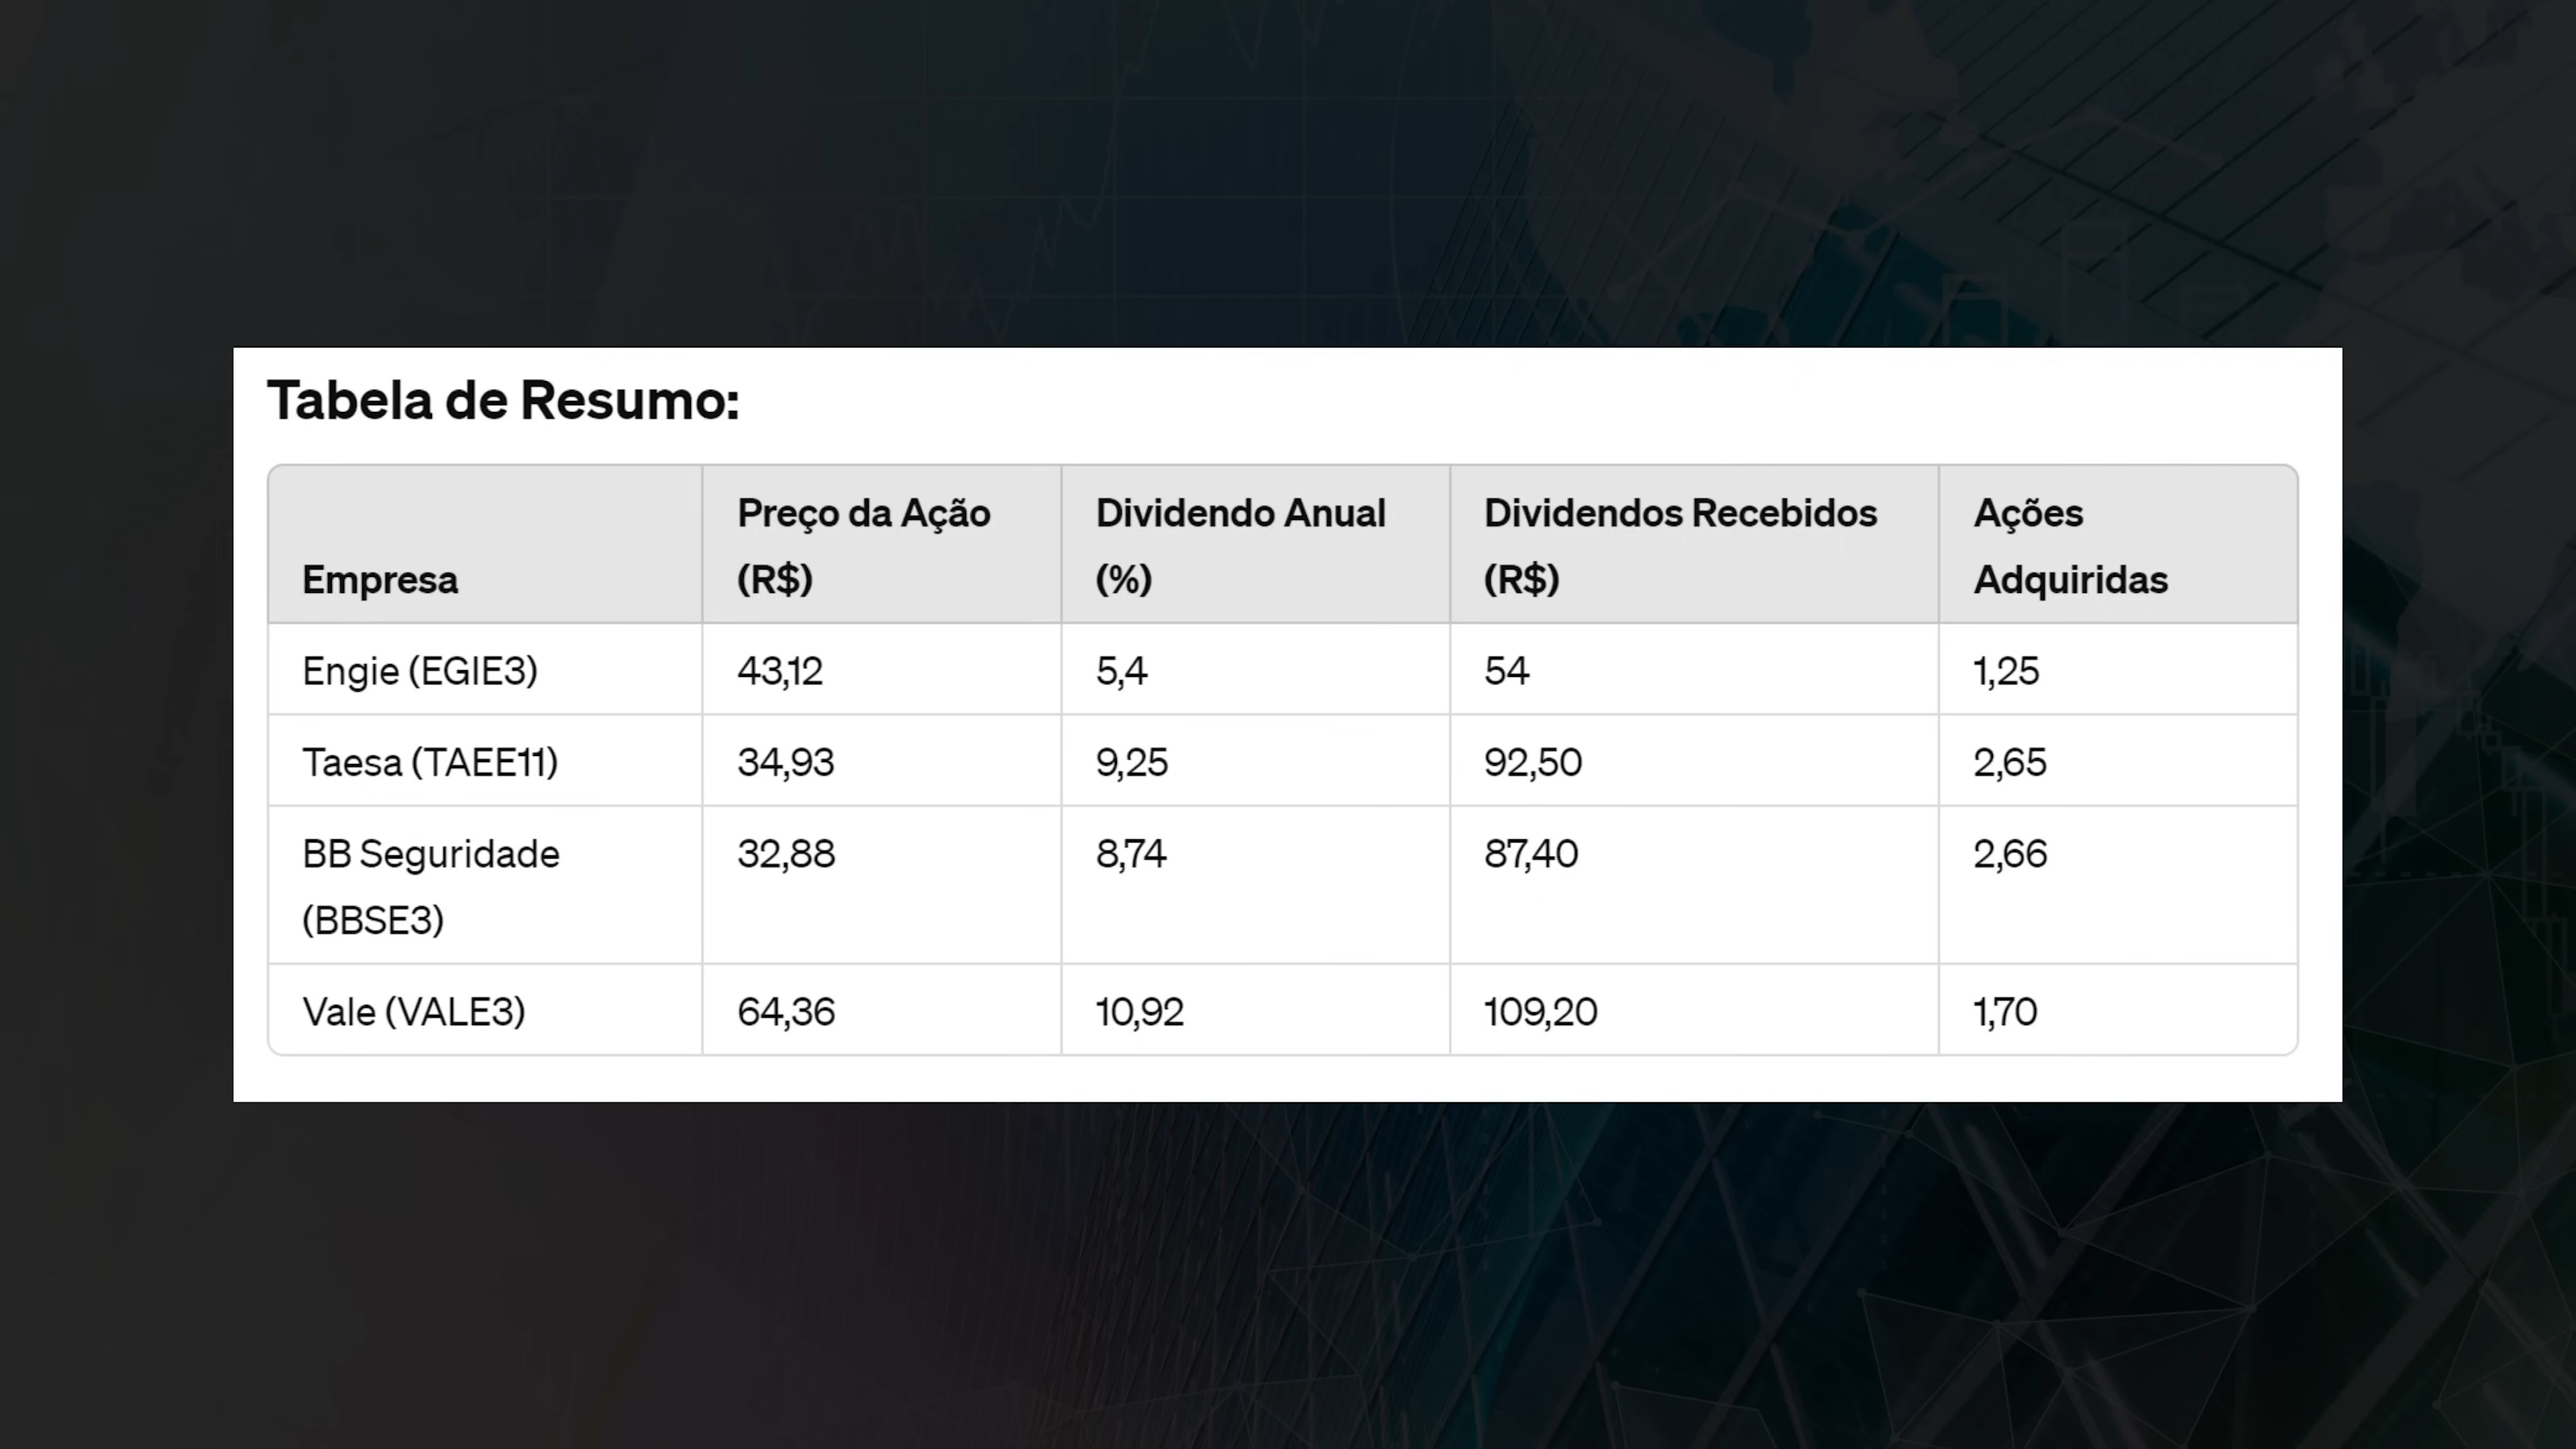 Tabela de Resumo:
Empresa Preço da Ação (R$) Dividendo Anual (%) Dividendos Recebidos (R$) Ações Adquiridas
Engie (EGIE3) 43,12 5,4 54 1,25
Taesa (TAEE11) 34,93 9,25 92,50 2,65
BB Seguridade (BBSE3) 32,88 8,74 87,40 2,66
Vale (VALE3) 64,36 10,92 109,20 1,70